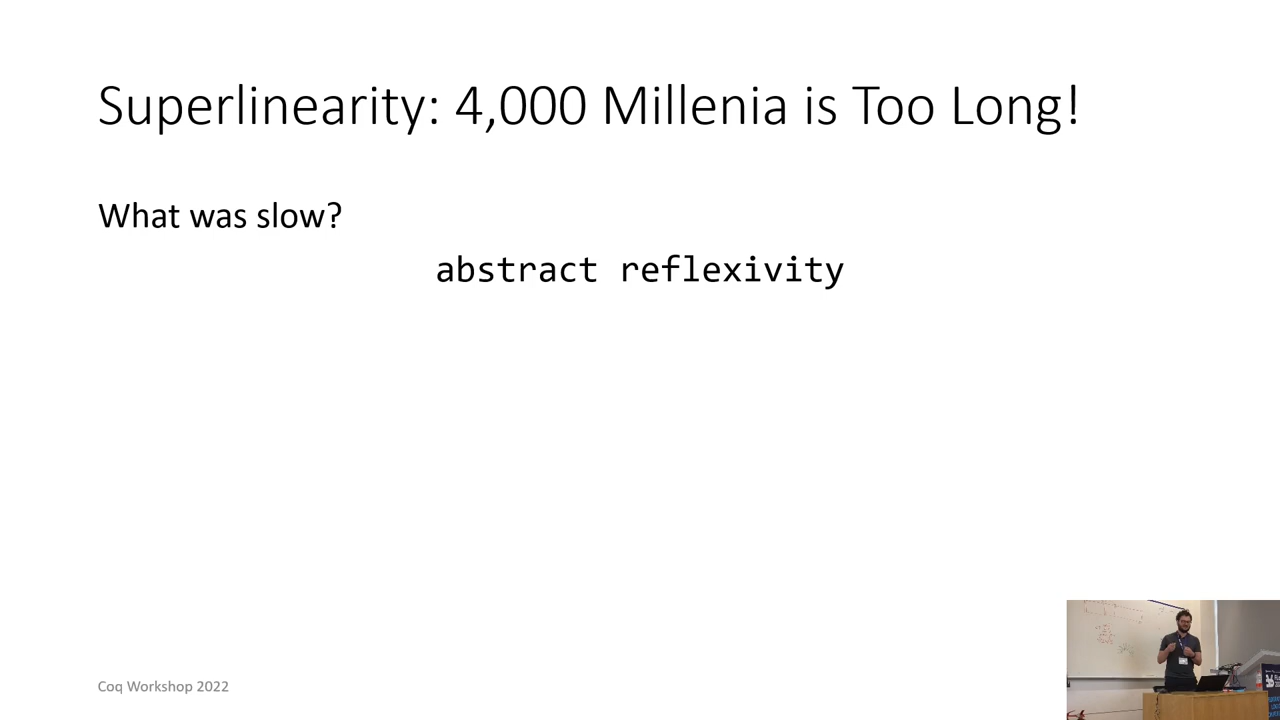 Superlinearity: 4,000 Millenia is Too Long!
What was slow?
abstract reflexivity
Coq Workshop 2022